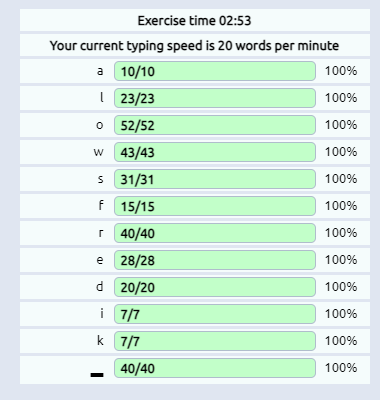 Exercise time 02:53
Your current typing speed is 20 words per minute
a 10/10 100%
l 23/23 100%
o 52/52 100%
w 43/43 100%
s 31/31 100%
f 15/15 100%
r 40/40 100%
e 28/28 100%
d 20/20 100%
i 7/7 100%
k 7/7 100%
▂ 40/40 100%